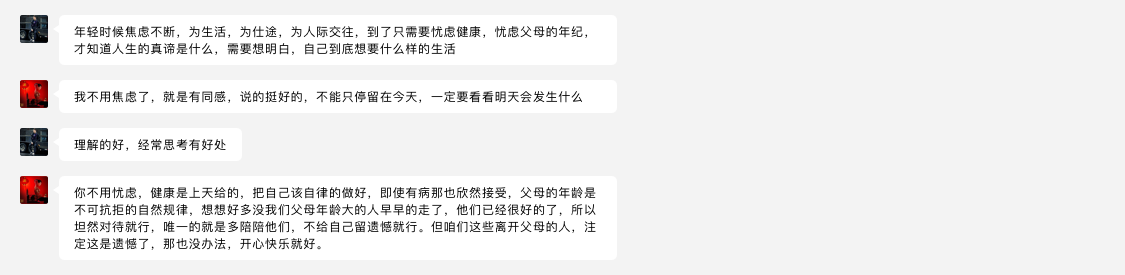 年轻时候焦虑不断，为生活，为仕途，为人际交往，到了只需要忧虑健康，忧虑父母的年纪，
才知道人生的真谛是什么，需要想明白，自己到底想要什么样的生活
我不用焦虑了，就是有同感，说的挺好的，不能只停留在今天，一定要看看明天会发生什么
理解的好，经常思考有好处
你不用忧虑，健康是上天给的，把自己该自律的做好，即使有病那也欣然接受，父母的年龄是
不可抗拒的自然规律，想想好多没我们父母年龄大的人早早的走了，他们已经很好的了，所以
坦然对待就行，唯一的就是多陪陪他们，不给自己留遗憾就行。但咱们这些离开父母的人，注
定这是遗憾了，那也没办法，开心快乐就好。